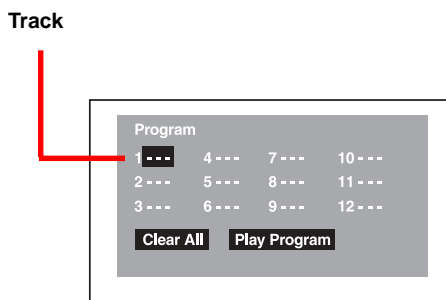 Track
Program
1 - - - 4 - - - 7 - - - 10 - - -
2 - - - 5 - - - 8 - - - 11 - - -
3 - - - 6 - - - 9 - - - 12 - - -
Clear All Play Program